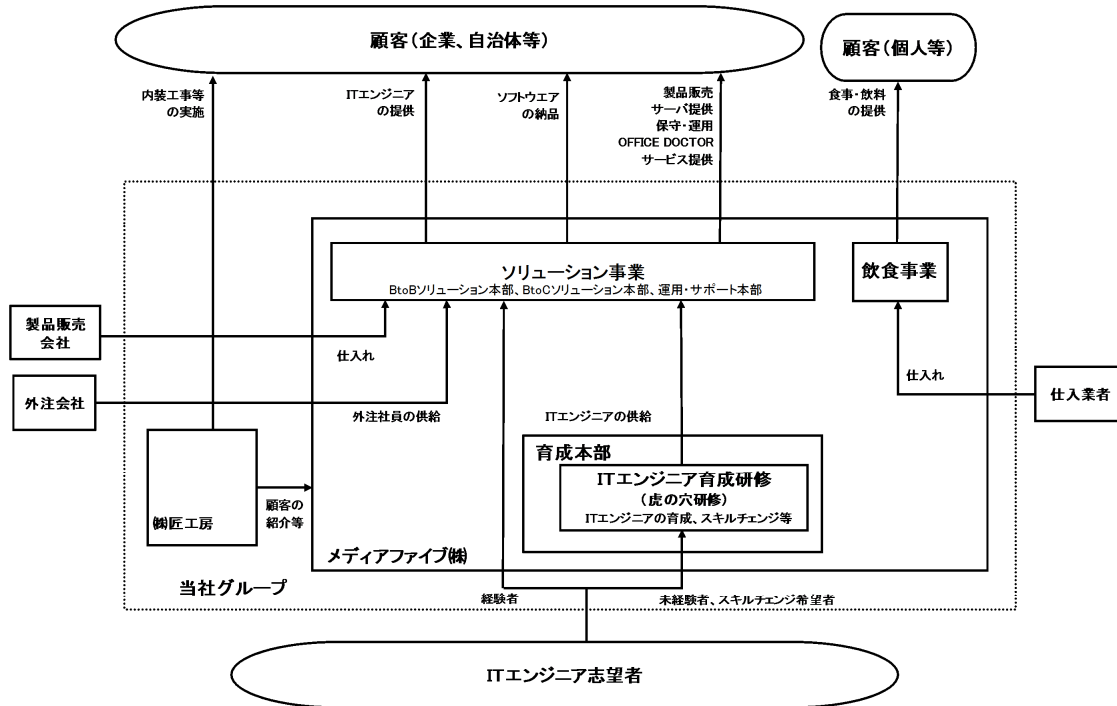 顧客(企業、自治体等)
顧客(個人等)
内装工事等
の実施
ITエンジニア
の提供
ソフトウエア
の納品
製品販売
サーバ提供
保守・運用
OFFICE DOCTOR
サービス提供
食事・飲料
の提供
ソリューション事業
BtoBソリューション本部、BtoCソリューション本部、運用・サポート本部
飲食事業
製品販売
会社
仕入れ
外注会社
外注社員の供給
ITエンジニアの供給
仕入れ
仕入業者
育成本部
ITエンジニア育成研修
(虎の穴研修)
ITエンジニアの育成、スキルチェンジ等
㈱匠工房
顧客の
紹介等
メディアファイブ㈱
当社グループ
経験者
未経験者、スキルチェンジ希望者
ITエンジニア志望者